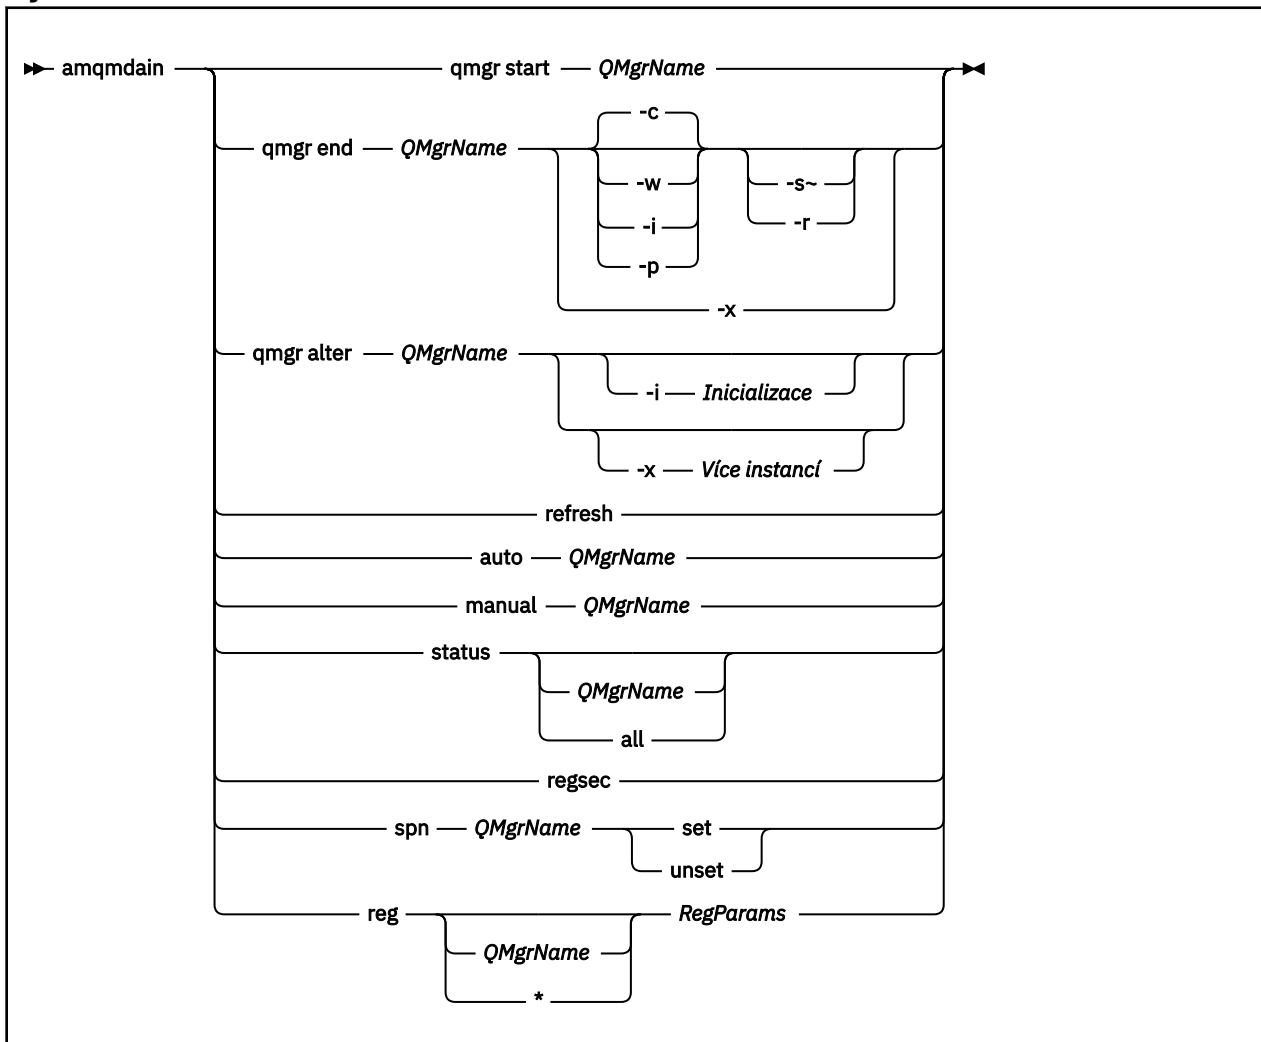 amqmdain qmgr start QMgrName
-c
qmgr end QMgrName
-w -s~
-i -r
-p
-x
qmgr alter QMgrName
-i Inicializace
-x Více instancí
refresh
auto QMgrName
manual QMgrName
status
QMgrName
all
regsec
spn QMgrName set
unset
reg RegParams
QMgrName
*